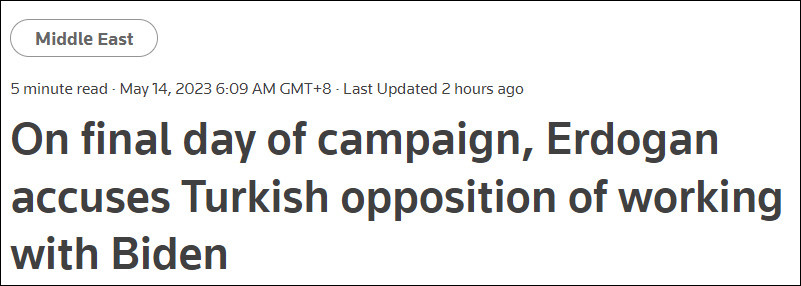 Middle East
5 minute read · May 14, 2023 6:09 AM GMT+8 · Last Updated 2 hours ago
On final day of campaign, Erdogan
accuses Turkish opposition of working
with Biden